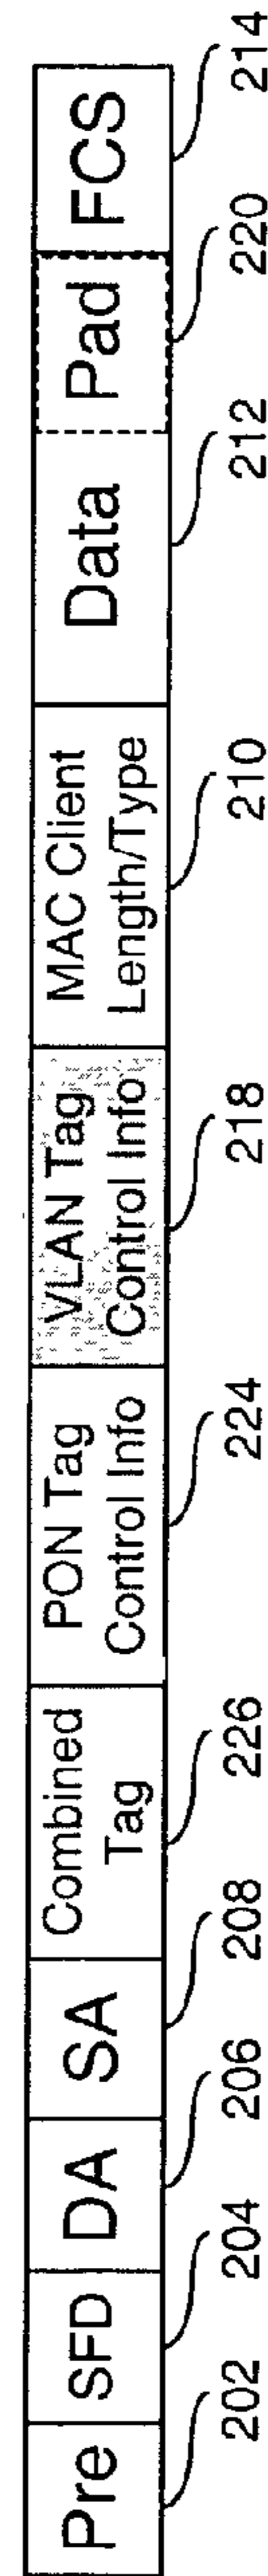 Pre
SFD
DA
SA
Combined
Tag
PON Tag
Control Info
VLAN Tag
Control Info
MAC Client
Length/Type
Data
Pad
FCS
202
204
206
208
226
224
218
210
212
220
214